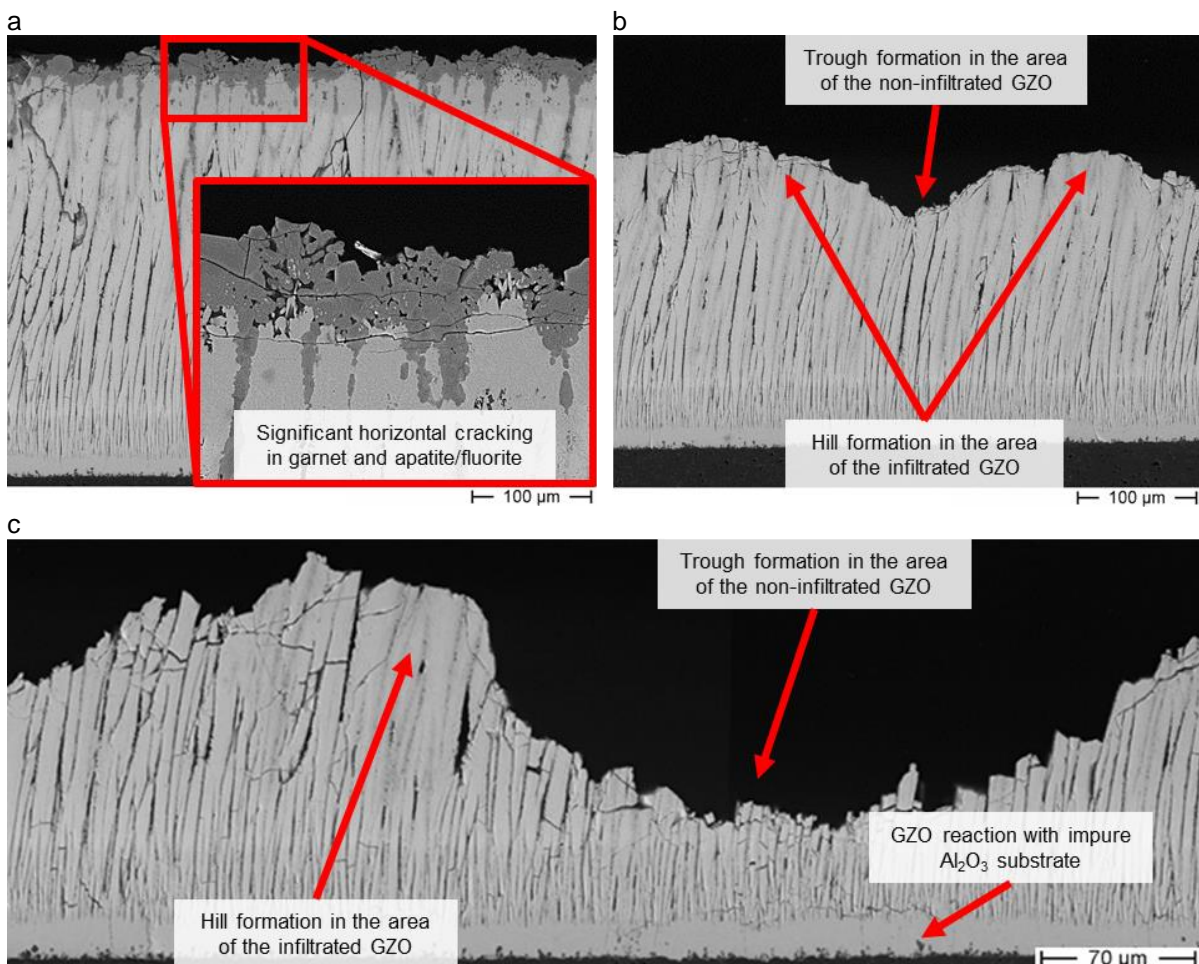 a
Significant horizontal cracking
in garnet and apatite/fluorite
100 µm
b
Trough formation in the area
of the non-infiltrated GZO
Hill formation in the area
of the infiltrated GZO
100 µm
c
Trough formation in the area
of the non-infiltrated GZO
GZO reaction with impure
Al₂O₃ substrate
Hill formation in the area
of the infiltrated GZO
70 µm